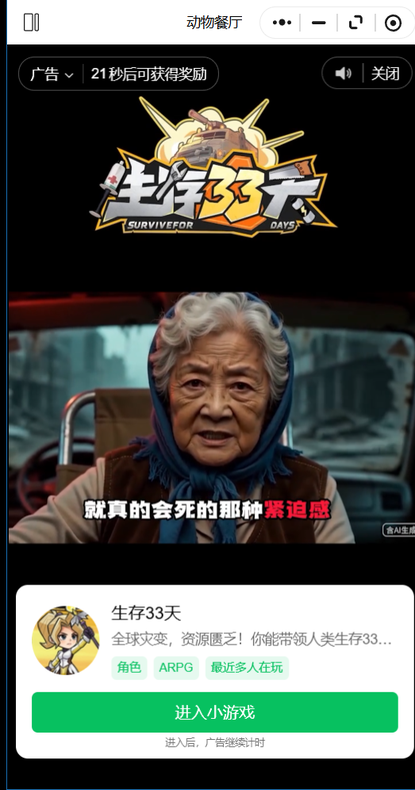 动物餐厅
广告
21秒后可获得奖励
关闭
生存33天
SURVIVE FOR DAYS
就真的会死的那种紧迫感
含AI生成
生存33天
全球灾变，资源匮乏！你能带领人类生存33...
角色 ARPG 最近多人在玩
进入小游戏
进入后，广告继续计时